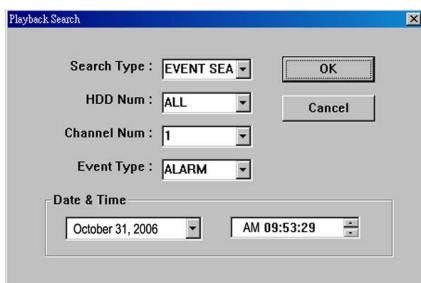 Playback Search
Search Type : EVENT SEA
OK
HDD Num : ALL
Cancel
Channel Num : 1
Event Type : ALARM
Date & Time
October 31, 2006 AM 09:53:29